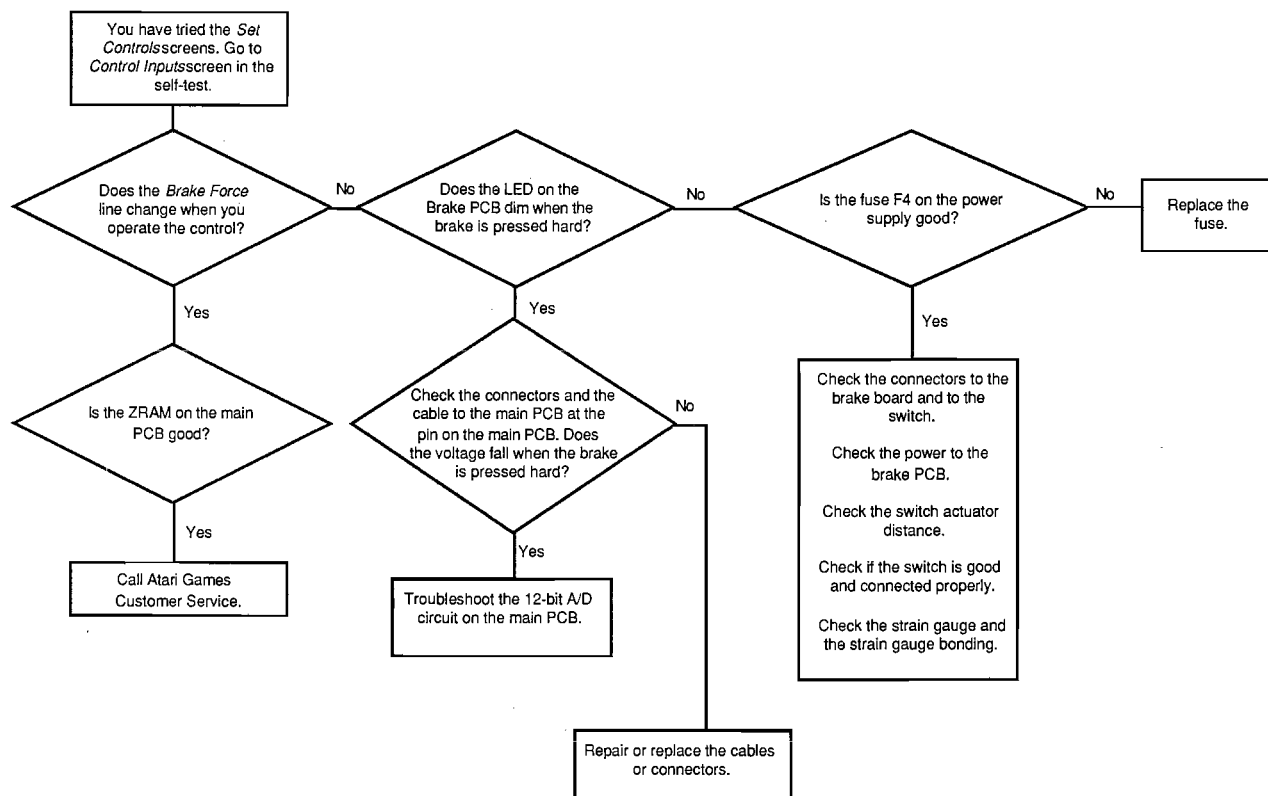 You have tried the Set
Controlsscreens. Go to
Control Inputsscreen in the
self-test.
Does the Brake Force
line change when you
operate the control?
No
Does the LED on the
Brake PCB dim when the
brake is pressed hard?
No
Is the fuse F4 on the power
supply good?
No
Replace the
fuse.
Yes
Yes
Yes
Is the ZRAM on the main
PCB good?
Check the connectors and the
cable to the main PCB at the
pin on the main PCB. Does
the voltage fall when the brake
is pressed hard?
No
Check the connectors to the
brake board and to the
switch.
Check the power to the
brake PCB.
Check the switch actuator
distance.
Check if the switch is good
and connected properly.
Check the strain gauge and
the strain gauge bonding.
Yes
Yes
Call Atari Games
Customer Service.
Troubleshoot the 12-bit A/D
circuit on the main PCB.
Repair or replace the cables
or connectors.